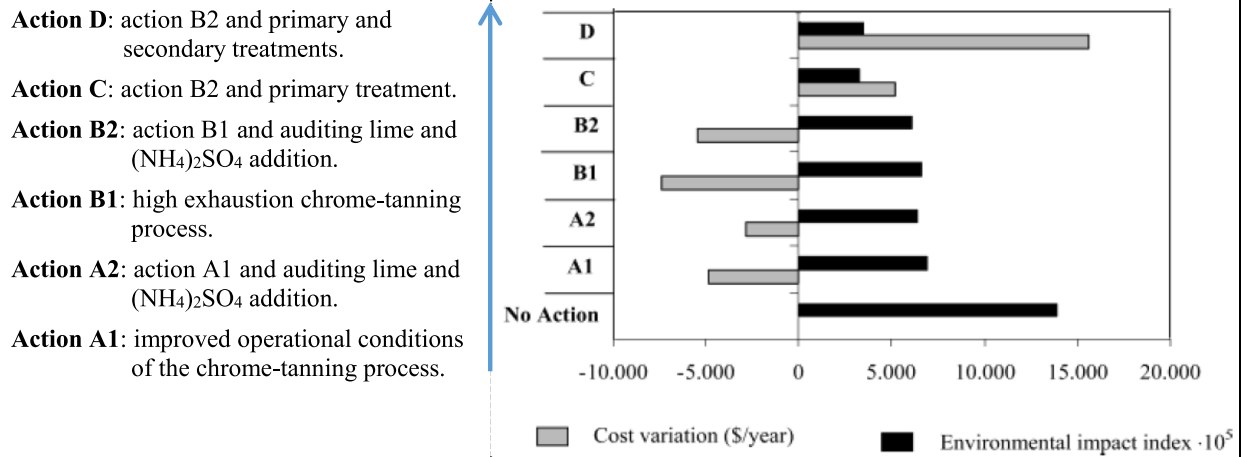 Action D: action B2 and primary and
secondary treatments.
Action C: action B2 and primary treatment.
Action B2: action B1 and auditing lime and
(NH4)2SO4 addition.
Action B1: high exhaustion chrome-tanning
process.
Action A2: action A1 and auditing lime and
(NH4)2SO4 addition.
Action A1: improved operational conditions
of the chrome-tanning process.
D
C
B2
B1
A2
A1
No Action
-10.000 -5.000 0 5.000 10.000 15.000 20.000
Cost variation ($/year) Environmental impact index ·10⁵